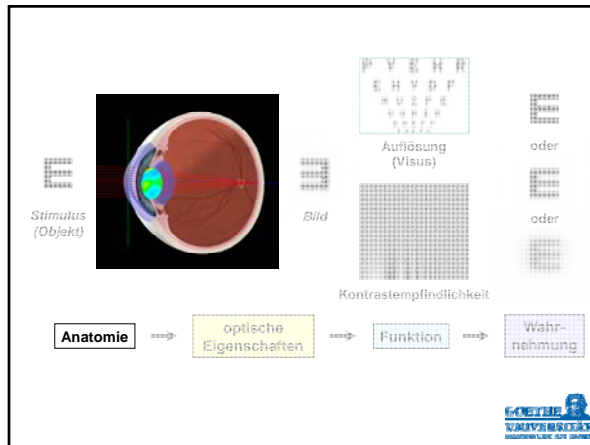 P V E H R
E H V D F
E
E
E
Auflösung
(Visus)
oder
Stimulus
(Objekt)
Bild
E
oder
E
Kontrastempfindlichkeit
Anatomie
optische
Eigenschaften
Funktion
Wahr-
nehmung
GOETHE
UNIVERSITÄT